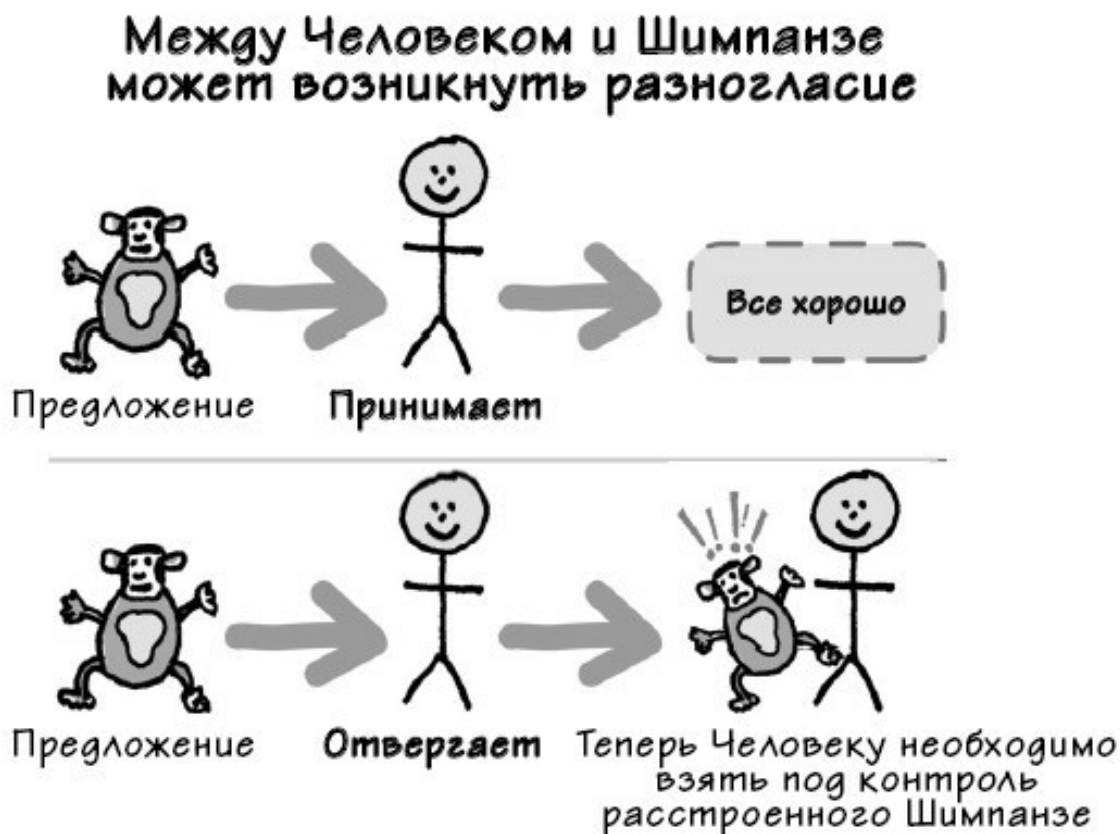 Между Человеком и Шимпанзе
может возникнуть разногласие
Все хорошо
Предложение
Принимает
Предложение
Отвергает
Теперь Человеку необходимо
взять под контроль
расстроенного Шимпанзе